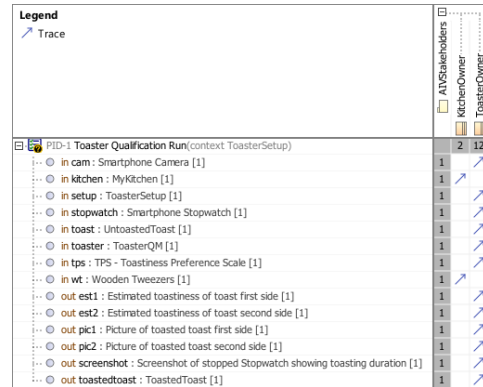 Legend
Trace
AIVStakeholders
KitchenOwner
ToasterOwner
PID-1 Toaster Qualification Run(context ToasterSetup) 2 12
in cam : Smartphone Camera [1] 1
in kitchen : MyKitchen [1] 1
in setup : ToasterSetup [1] 1
in stopwatch : Smartphone Stopwatch [1] 1
in toast : UntoastedToast [1] 1
in toaster : ToasterQM [1] 1
in tps : TPS - Toastiness Preference Scale [1] 1
in wt : Wooden Tweezers [1] 1
out est1 : Estimated toastiness of toast first side [1] 1
out est2 : Estimated toastiness of toast second side [1] 1
out pic1 : Picture of toasted toast first side [1] 1
out pic2 : Picture of toasted toast second side [1] 1
out screenshot : Screenshot of stopped Stopwatch showing toasting duration [1] 1
out toastedtoast : ToastedToast [1] 1